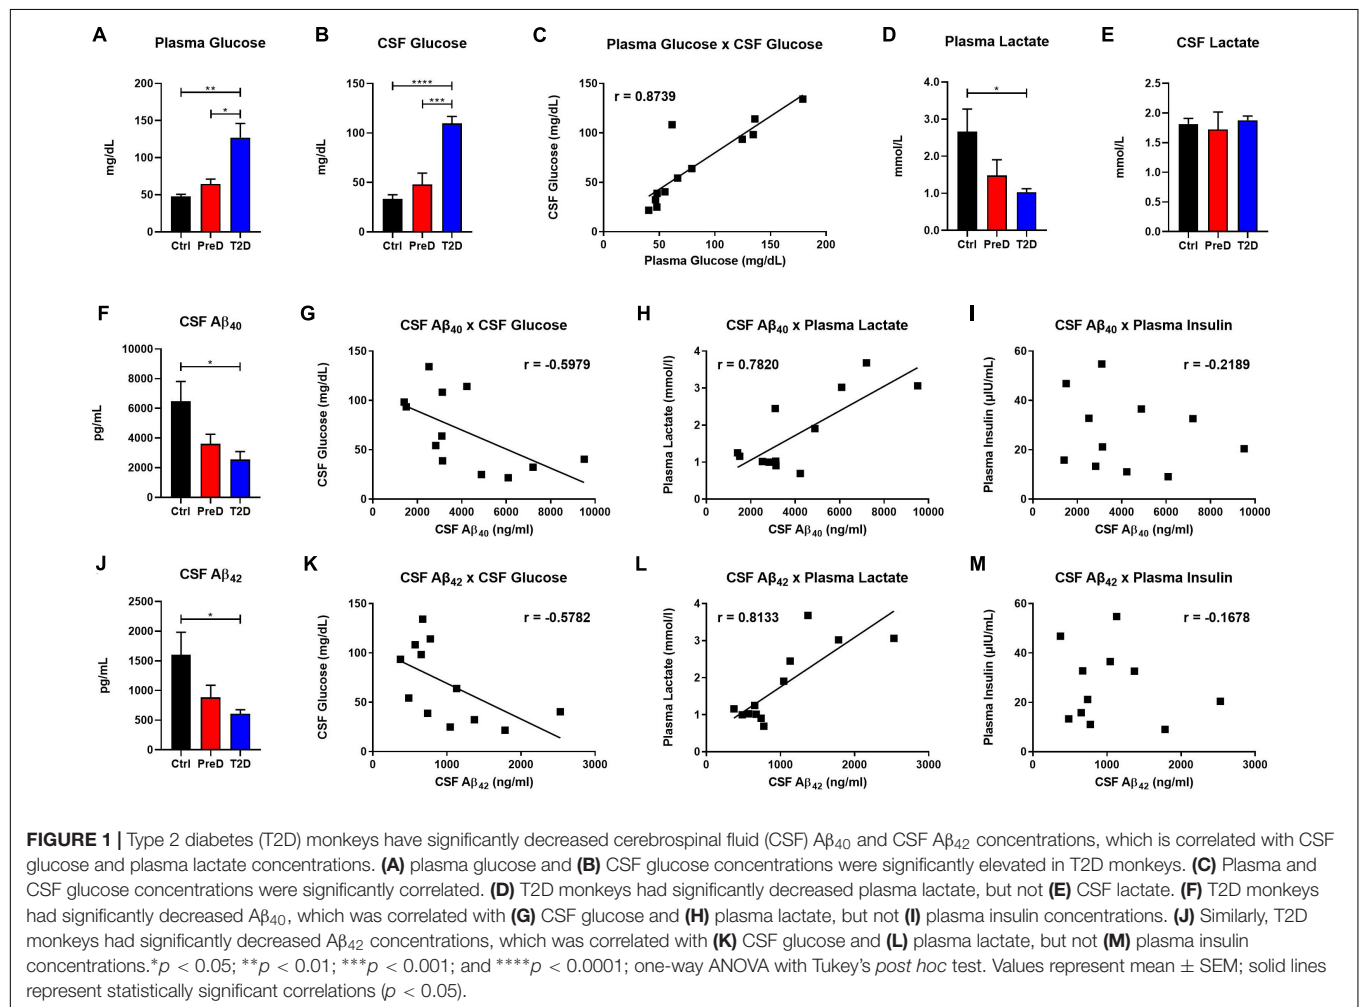 A
Plasma Glucose
mg/dL
200
150
100
50
0
**
*
Ctrl PreD T2D
B
CSF Glucose
mg/dL
150
100
50
0
****
***
Ctrl PreD T2D
C
Plasma Glucose x CSF Glucose
CSF Glucose (mg/dL)
150
100
50
0
r = 0.8739
0 50 100 150 200
Plasma Glucose (mg/dL)
D
Plasma Lactate
mmol/L
4.0
3.0
2.0
1.0
0.0
*
Ctrl PreD T2D
E
CSF Lactate
mmol/L
2.5
2.0
1.5
1.0
0.5
0.0
Ctrl PreD T2D
F
CSF Aβ40
pg/mL
10000
8000
6000
4000
2000
0
*
Ctrl PreD T2D
G
CSF Aβ40 x CSF Glucose
CSF Glucose (mg/dL)
150
100
50
0
r = -0.5979
0 2000 4000 6000 8000 10000
CSF Aβ40 (ng/ml)
H
CSF Aβ40 x Plasma Lactate
Plasma Lactate (mmol/l)
4
3
2
1
0
r = 0.7820
0 2000 4000 6000 8000 10000
CSF Aβ40 (ng/ml)
I
CSF Aβ40 x Plasma Insulin
Plasma Insulin (µIU/mL)
60
40
20
0
r = -0.2189
0 2000 4000 6000 8000 10000
CSF Aβ40 (ng/ml)
J
CSF Aβ42
pg/mL
2500
2000
1500
1000
500
0
*
Ctrl PreD T2D
K
CSF Aβ42 x CSF Glucose
CSF Glucose (mg/dL)
150
100
50
0
r = -0.5782
0 1000 2000 3000
CSF Aβ42 (ng/ml)
L
CSF Aβ42 x Plasma Lactate
Plasma Lactate (mmol/l)
4
3
2
1
0
r = 0.8133
0 1000 2000 3000
CSF Aβ42 (ng/ml)
M
CSF Aβ42 x Plasma Insulin
Plasma Insulin (µIU/mL)
60
40
20
0
r = -0.1678
0 1000 2000 3000
CSF Aβ42 (ng/ml)
FIGURE 1 | Type 2 diabetes (T2D) monkeys have significantly decreased cerebrospinal fluid (CSF) Aβ40 and CSF Aβ42 concentrations, which is correlated with CSF
glucose and plasma lactate concentrations. (A) plasma glucose and (B) CSF glucose concentrations were significantly elevated in T2D monkeys. (C) Plasma and
CSF glucose concentrations were significantly correlated. (D) T2D monkeys had significantly decreased plasma lactate, but not (E) CSF lactate. (F) T2D monkeys
had significantly decreased Aβ40, which was correlated with (G) CSF glucose and (H) plasma lactate, but not (I) plasma insulin concentrations. (J) Similarly, T2D
monkeys had significantly decreased Aβ42 concentrations, which was correlated with (K) CSF glucose and (L) plasma lactate, but not (M) plasma insulin
concentrations.*p < 0.05; **p < 0.01; ***p < 0.001; and ****p < 0.0001; one-way ANOVA with Tukey's post hoc test. Values represent mean ± SEM; solid lines
represent statistically significant correlations (p < 0.05).